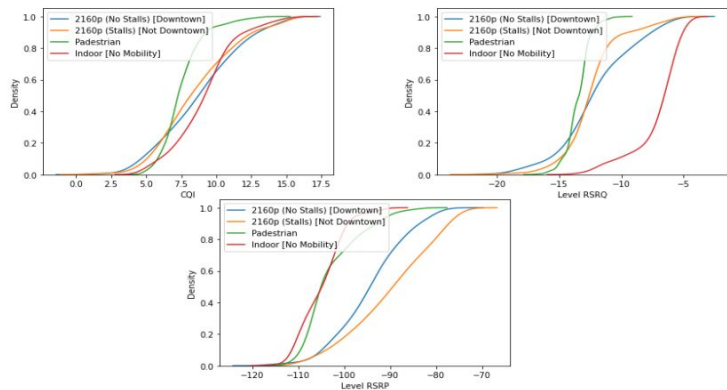 1.0
0.8
0.6
0.4
0.2
0.0
Density
2160p (No Stalls) [Downtown]
2160p (Stalls) [Not Downtown]
Padestrian
Indoor [No Mobility]
0.0 2.5 5.0 7.5 10.0 12.5 15.0 17.5
CQI
1.0
0.8
0.6
0.4
0.2
0.0
Density
2160p (No Stalls) [Downtown]
2160p (Stalls) [Not Downtown]
Padestrian
Indoor [No Mobility]
−20 −15 −10 −5
Level RSRQ
1.0
0.8
0.6
0.4
0.2
0.0
Density
2160p (No Stalls) [Downtown]
2160p (Stalls) [Not Downtown]
Padestrian
Indoor [No Mobility]
−120 −110 −100 −90 −80 −70
Level RSRP